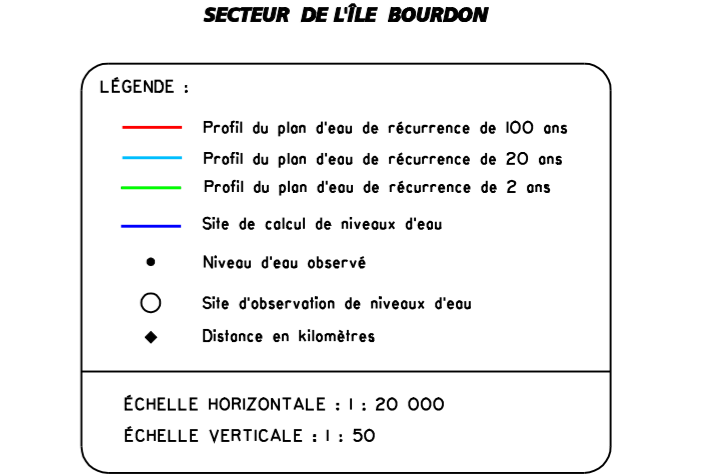 SECTEUR DE L'ÎLE BOURDON
LÉGENDE :
Profil du plan d'eau de récurrence de 100 ans
Profil du plan d'eau de récurrence de 20 ans
Profil du plan d'eau de récurrence de 2 ans
Site de calcul de niveaux d'eau
Niveau d'eau observé
Site d'observation de niveaux d'eau
Distance en kilomètres
ÉCHELLE HORIZONTALE : 1 : 20 000
ÉCHELLE VERTICALE : 1 : 50